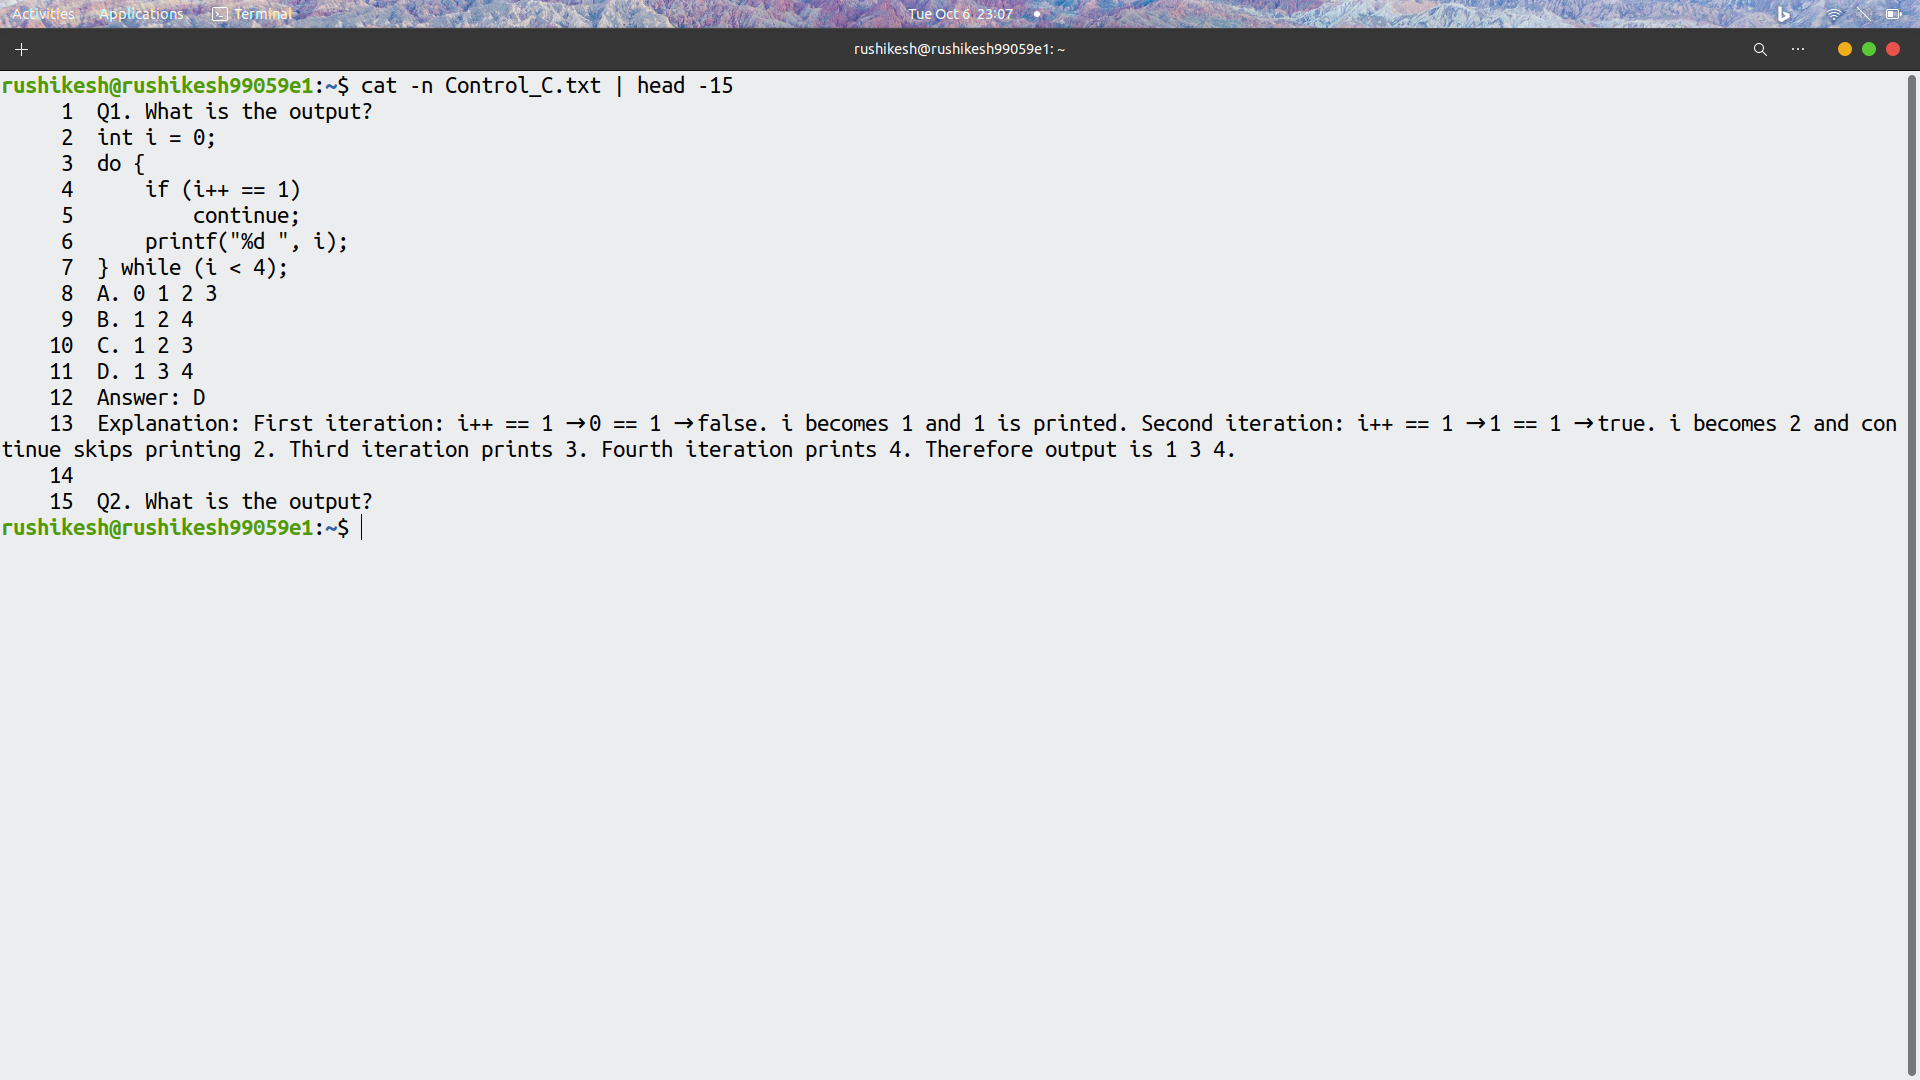 Activities Applications Terminal Tue Oct 6 23:07
rushikesh@rushikesh99059e1: ~
rushikesh@rushikesh99059e1:~$ cat -n Control_C.txt | head -15
     1  Q1. What is the output?
     2  int i = 0;
     3  do {
     4      if (i++ == 1)
     5          continue;
     6      printf("%d ", i);
     7  } while (i < 4);
     8  A. 0 1 2 3
     9  B. 1 2 4
    10  C. 1 2 3
    11  D. 1 3 4
    12  Answer: D
    13  Explanation: First iteration: i++ == 1 →0 == 1 →false. i becomes 1 and 1 is printed. Second iteration: i++ == 1 →1 == 1 →true. i becomes 2 and con
tinue skips printing 2. Third iteration prints 3. Fourth iteration prints 4. Therefore output is 1 3 4.
    14
    15  Q2. What is the output?
rushikesh@rushikesh99059e1:~$